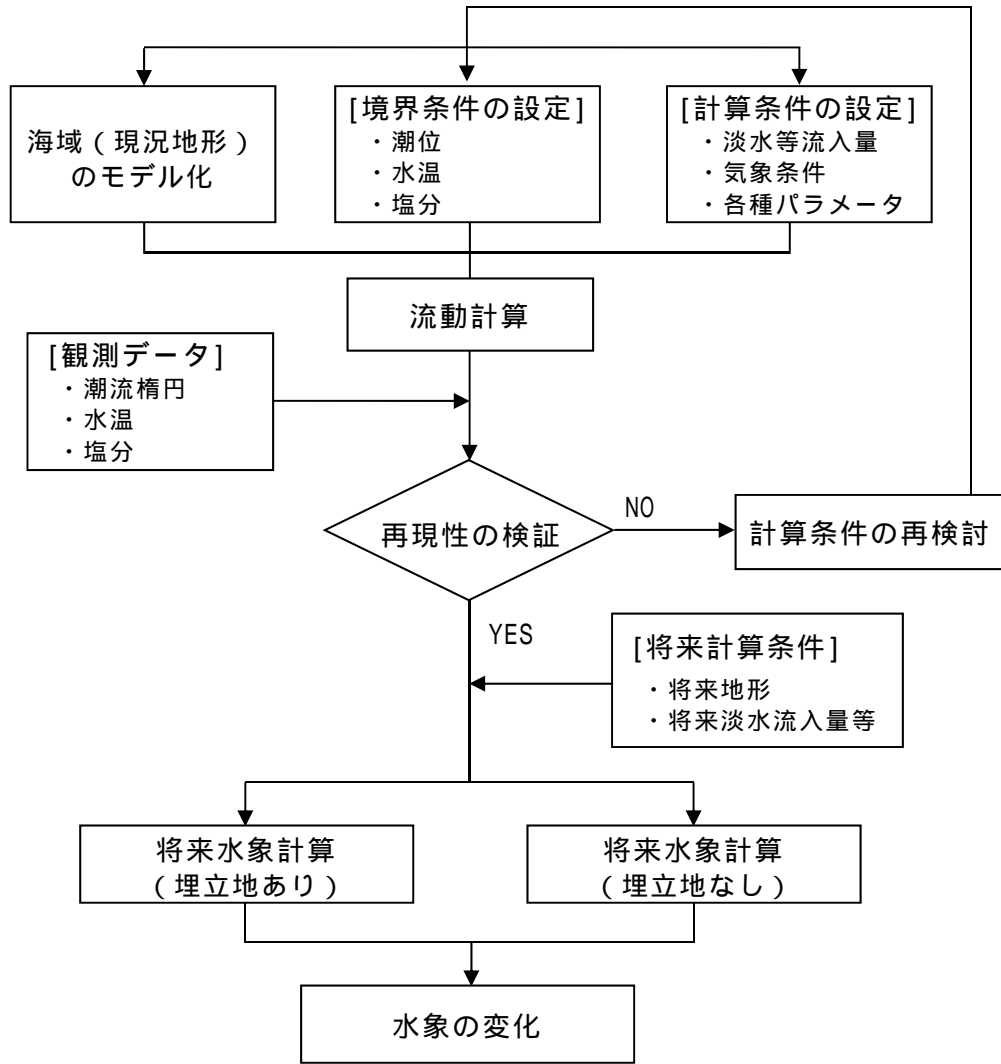 海域（現況地形）
のモデル化
[境界条件の設定]
・潮位
・水温
・塩分
[計算条件の設定]
・淡水等流入量
・気象条件
・各種パラメータ
流動計算
[観測データ]
・潮流楕円
・水温
・塩分
再現性の検証
NO
計算条件の再検討
YES
[将来計算条件]
・将来地形
・将来淡水流入量等
将来水象計算
（埋立地あり）
将来水象計算
（埋立地なし）
水象の変化